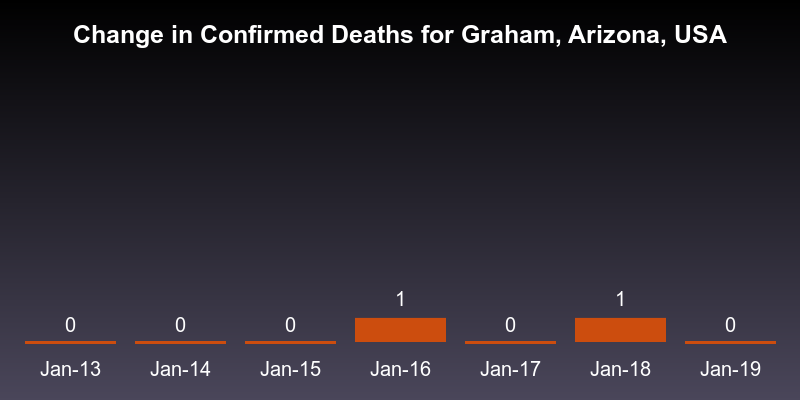 Change in Confirmed Deaths for Graham, Arizona, USA
1
1
0
0
0
0
0
Jan-13
Jan-14
Jan-15
Jan-16
Jan-17
Jan-18
Jan-19